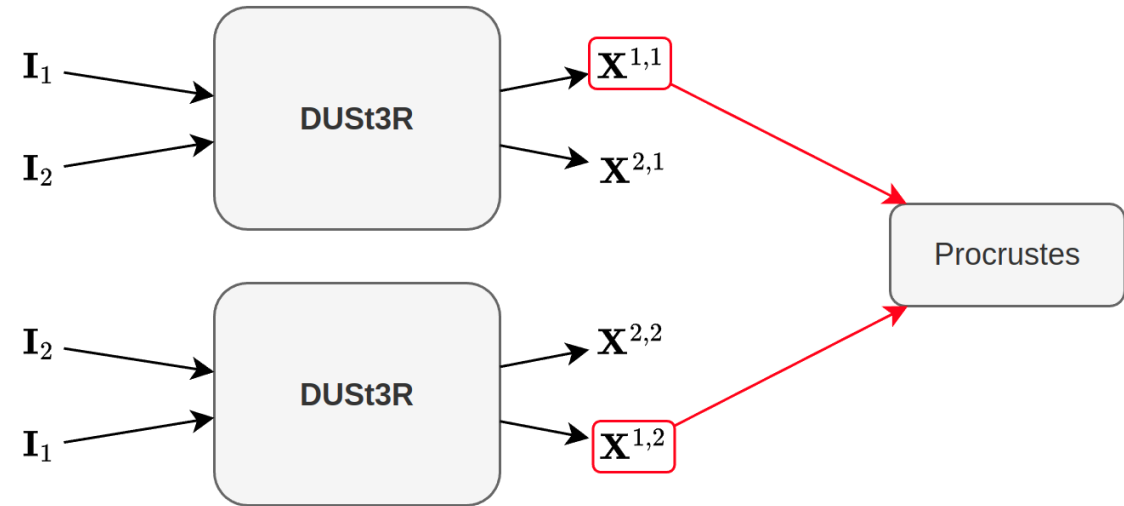 I₁
I₂
DUSt3R
X¹,¹
X²,¹
Procrustes
I₂
I₁
DUSt3R
X²,²
X¹,²